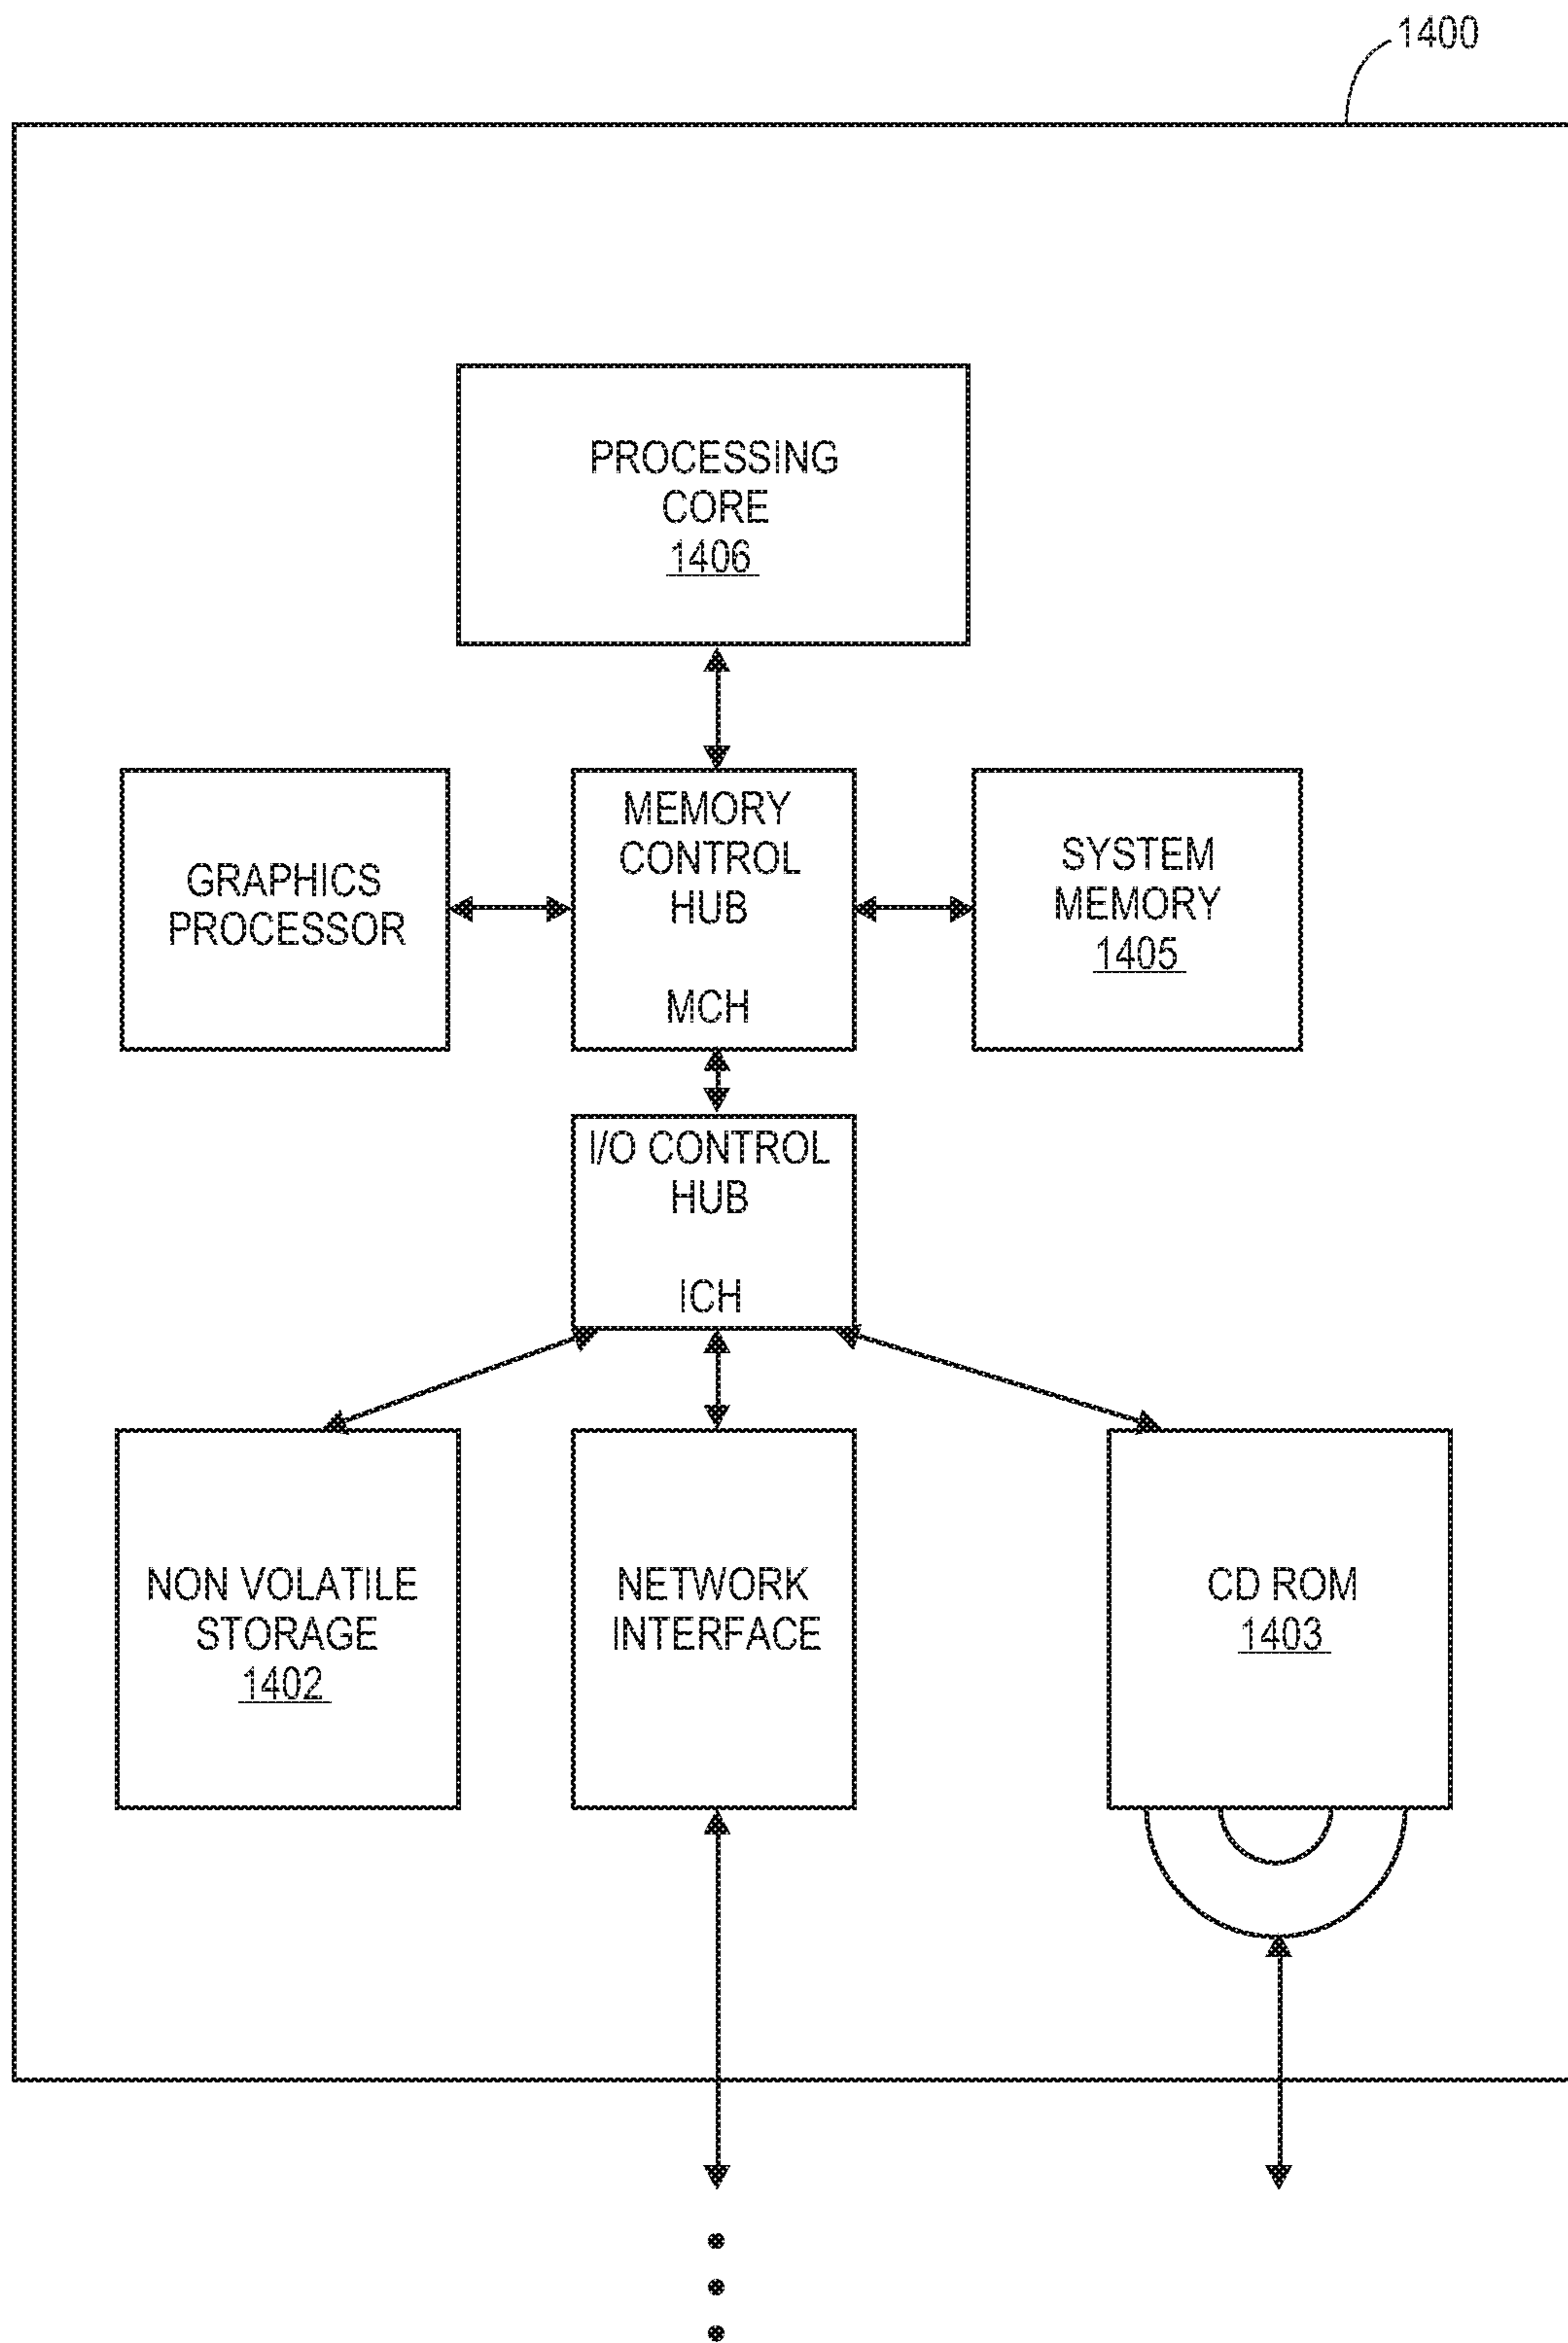 1400
PROCESSING
CORE
1406
GRAPHICS
PROCESSOR
MEMORY
CONTROL
HUB
MCH
SYSTEM
MEMORY
1405
I/O CONTROL
HUB
ICH
NON VOLATILE
STORAGE
1402
NETWORK
INTERFACE
CD ROM
1403